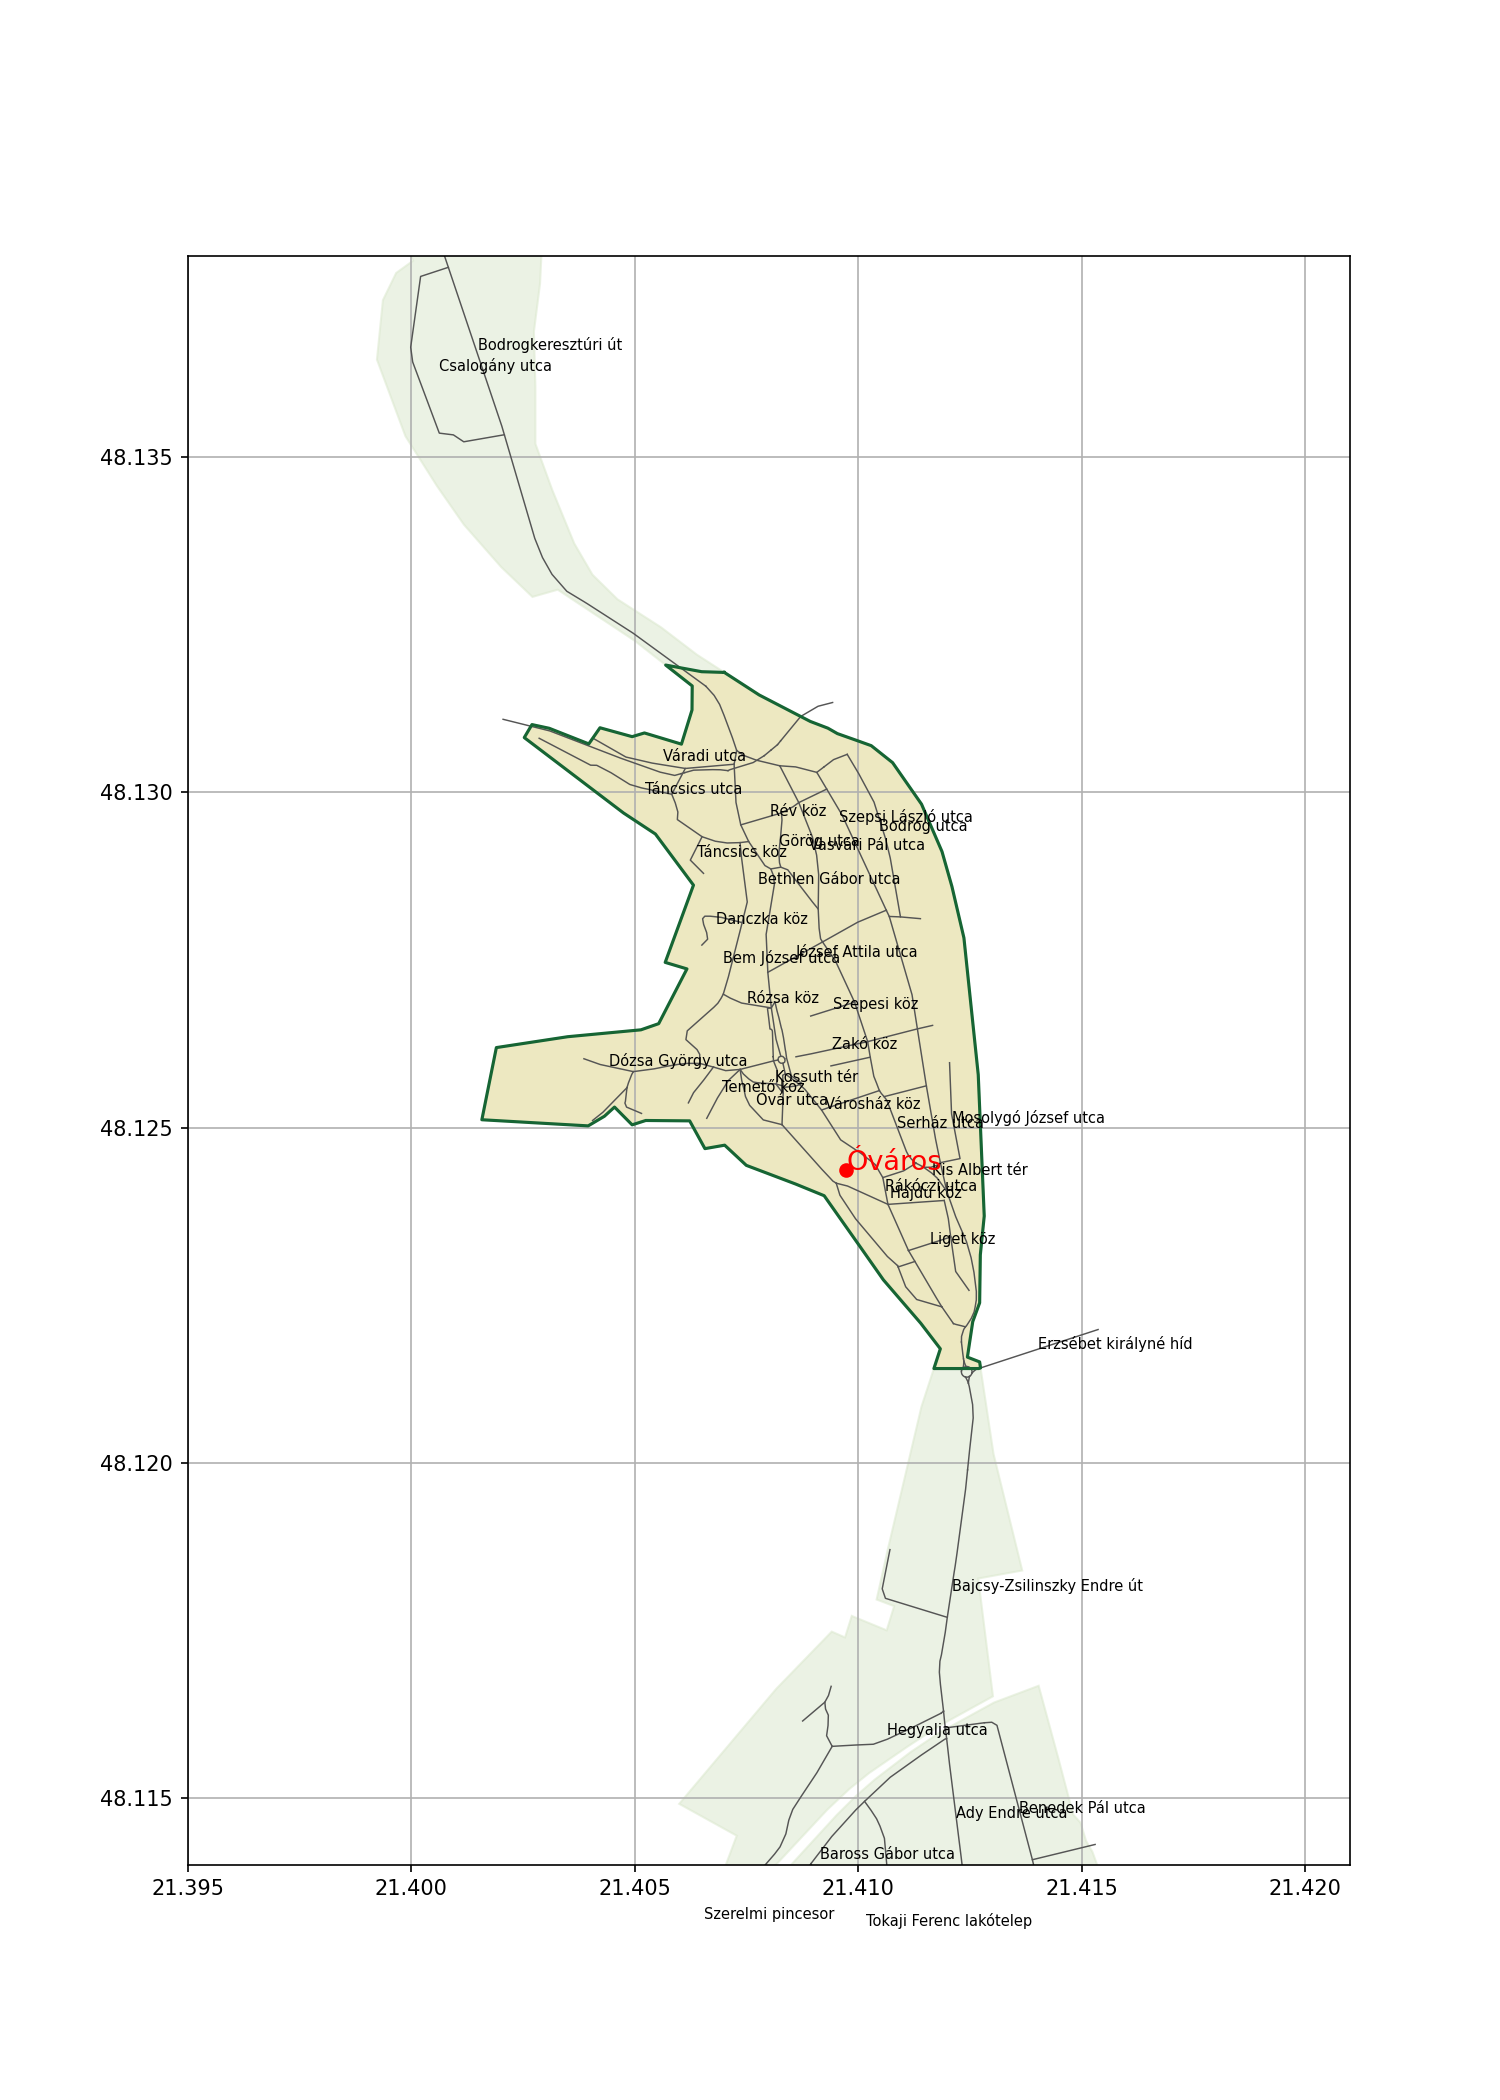 Bodrogkeresztúri út
Csalogány utca
48.135
Váradi utca
Táncsics utca
48.130
Rév köz
Szepsi László utca
Bodrog utca
Görög utca
Vasvári Pál utca
Táncsics köz
Bethlen Gábor utca
Danczka köz
József Attila utca
Bem József utca
Rózsa köz
Szepesi köz
Zakó köz
Dózsa György utca
Kossuth tér
Temető köz
Óvár utca
Városház köz
Mosolygó József utca
Serház utca
48.125
Óváros
Kis Albert tér
Rákóczi utca
Hajdú köz
Liget köz
Erzsébet királyné híd
48.120
Bajcsy-Zsilinszky Endre út
Hegyalja utca
48.115
Benedek Pál utca
Ady Endre utca
Baross Gábor utca
21.395 21.400 21.405 21.410 21.415 21.420
Szerelmi pincesor
Tokaji Ferenc lakótelep